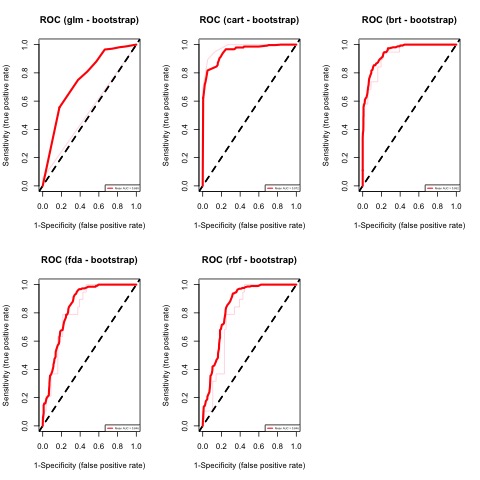 ROC (glm - bootstrap)
Sensitivity (true positive rate)
0.0 0.2 0.4 0.6 0.8 1.0
0.0 0.2 0.4 0.6 0.8 1.0
1-Specificity (false positive rate)
ROC (cart - bootstrap)
Sensitivity (true positive rate)
0.0 0.2 0.4 0.6 0.8 1.0
0.0 0.2 0.4 0.6 0.8 1.0
1-Specificity (false positive rate)
ROC (brt - bootstrap)
Sensitivity (true positive rate)
0.0 0.2 0.4 0.6 0.8 1.0
0.0 0.2 0.4 0.6 0.8 1.0
1-Specificity (false positive rate)
ROC (fda - bootstrap)
Sensitivity (true positive rate)
0.0 0.2 0.4 0.6 0.8 1.0
0.0 0.2 0.4 0.6 0.8 1.0
1-Specificity (false positive rate)
ROC (rbf - bootstrap)
Sensitivity (true positive rate)
0.0 0.2 0.4 0.6 0.8 1.0
0.0 0.2 0.4 0.6 0.8 1.0
1-Specificity (false positive rate)